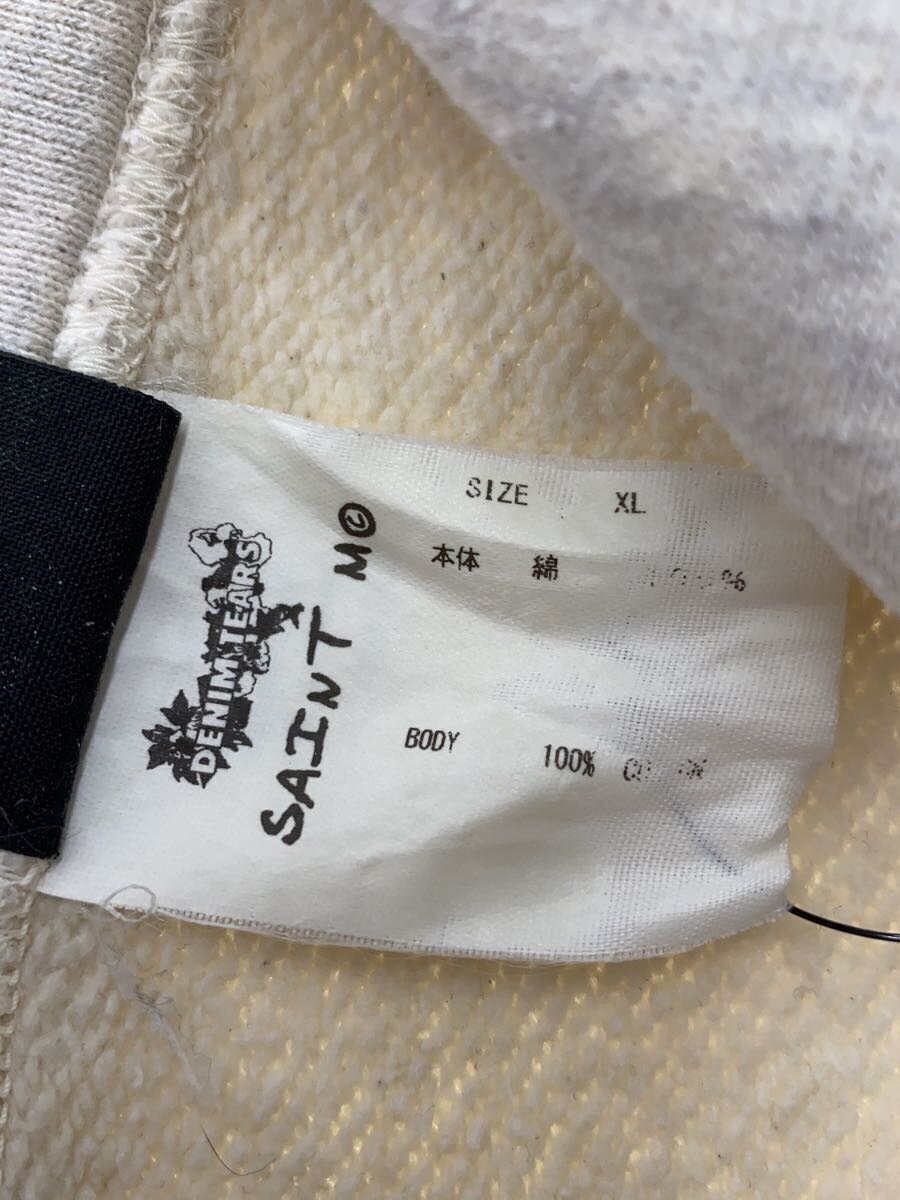 DENIM TEARS
SAINT M©
SIZE XL
本体 綿
BODY 100%